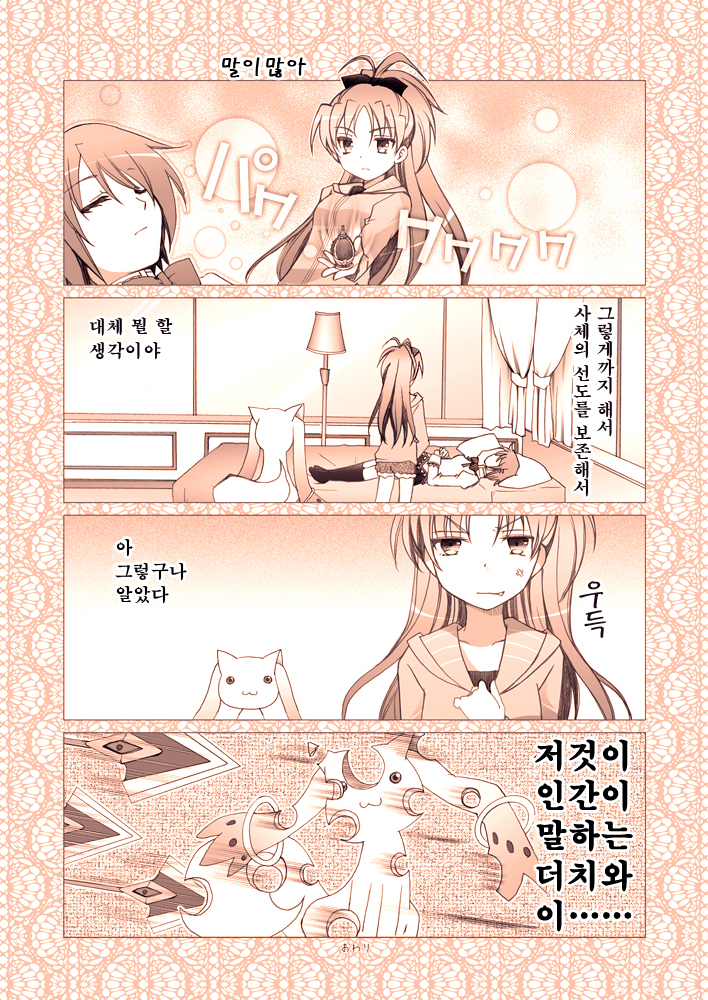 말이 많아
パク
クククク
그렇게까지 해서
사체의 선도를 보존해서
대체 뭘 할
생각이야
우득
아
그렇구나
알았다
저것이
인간이
말하는
더치와
이……
おわり